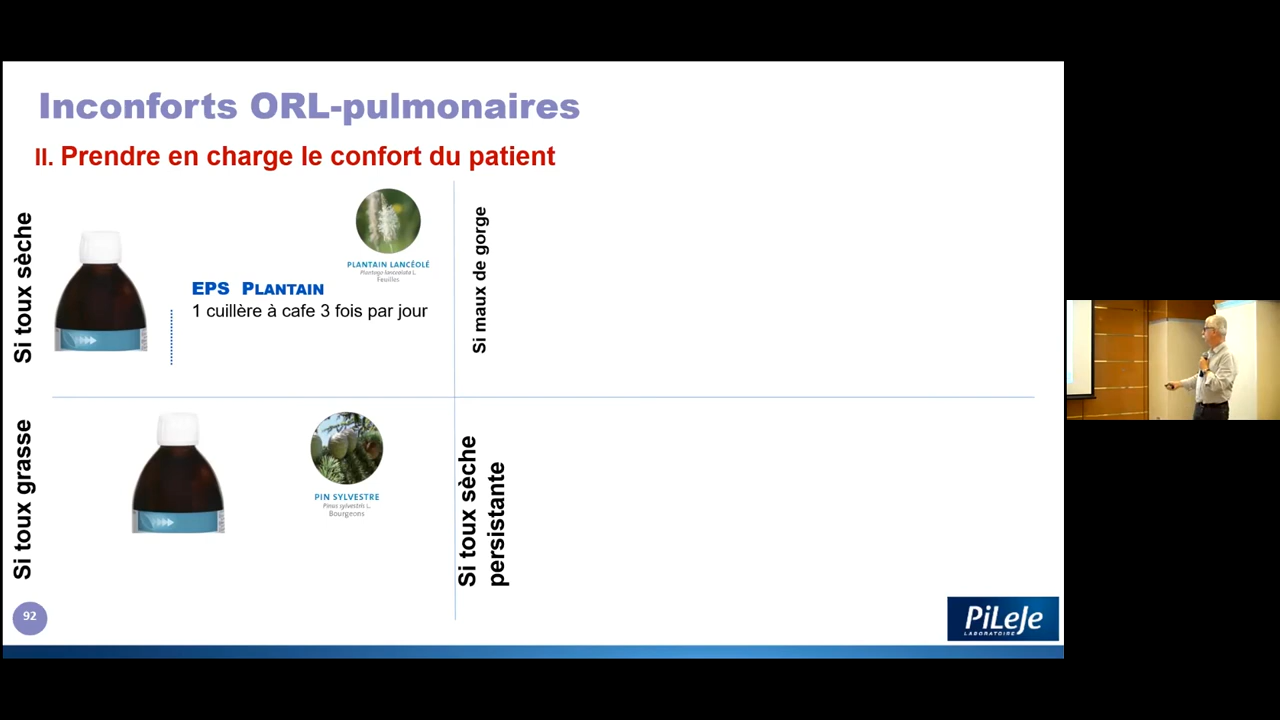 Inconforts ORL-pulmonaires
II. Prendre en charge le confort du patient
Si toux sèche
PLANTAIN LANCÉOLÉ
Plantago lanceolata L.
Feuilles
EPS PLANTAIN
1 cuillère à cafe 3 fois par jour
Si maux de gorge
Si toux grasse
PIN SYLVESTRE
Pinus sylvestris L.
Bourgeons
Si toux sèche
persistante
92
PiLeJe
LABORATOIRE